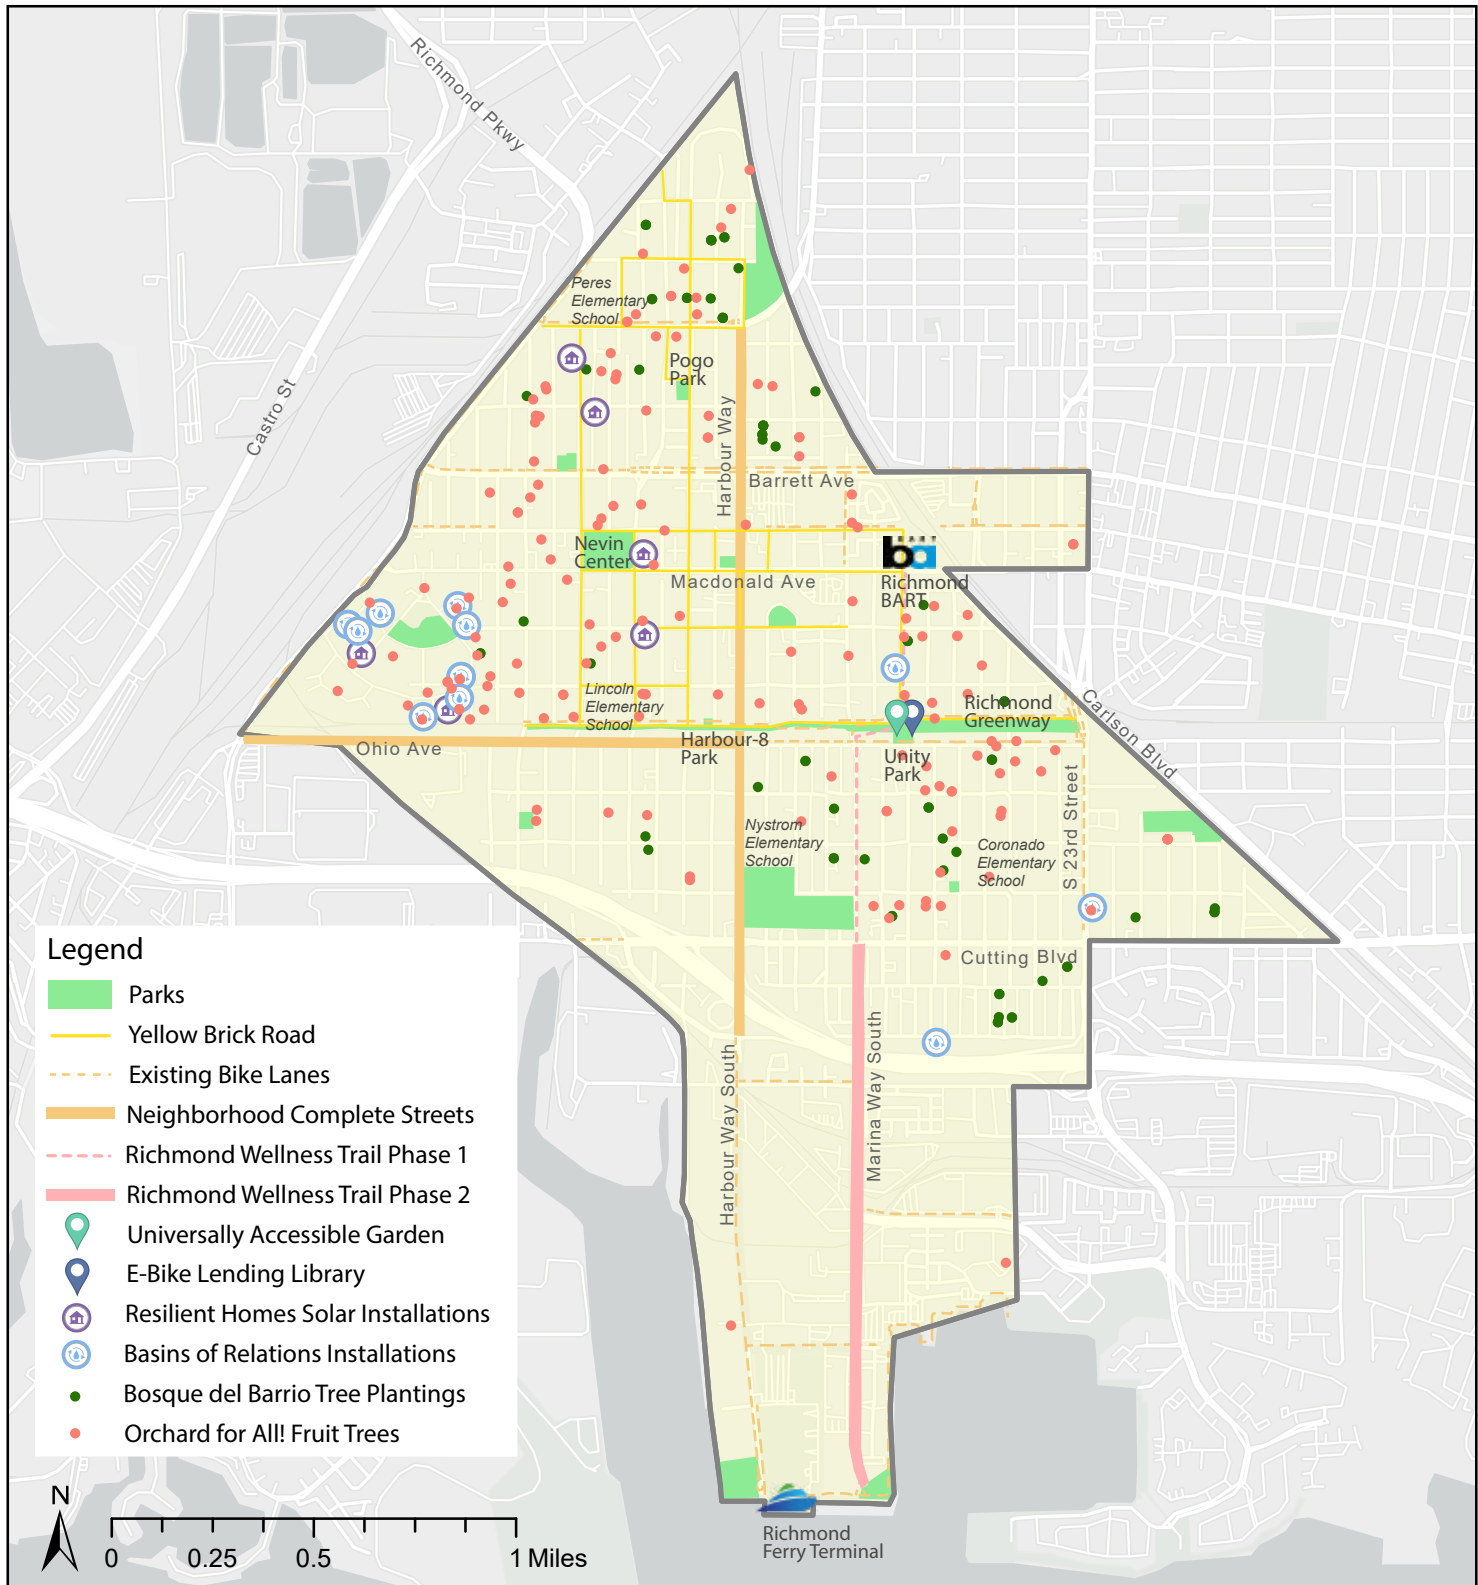 Richmond Pkwy
Castro St
Peres
Elementary
School
Pogo
Park
Harbour Way
Barrett Ave
Nevin
Center
Macdonald Ave
BART
ba
Richmond
BART
Lincoln
Elementary
School
Richmond
Greenway
Carlson Blvd
Ohio Ave
Harbour-8
Park
Unity
Park
S 23rd Street
Nystrom
Elementary
School
Coronado
Elementary
School
Cutting Blvd
Harbour Way South
Marina Way South
Legend
Parks
Yellow Brick Road
Existing Bike Lanes
Neighborhood Complete Streets
Richmond Wellness Trail Phase 1
Richmond Wellness Trail Phase 2
Universally Accessible Garden
E-Bike Lending Library
Resilient Homes Solar Installations
Basins of Relations Installations
Bosque del Barrio Tree Plantings
Orchard for All! Fruit Trees
N
0 0.25 0.5 1 Miles
Richmond
Ferry Terminal